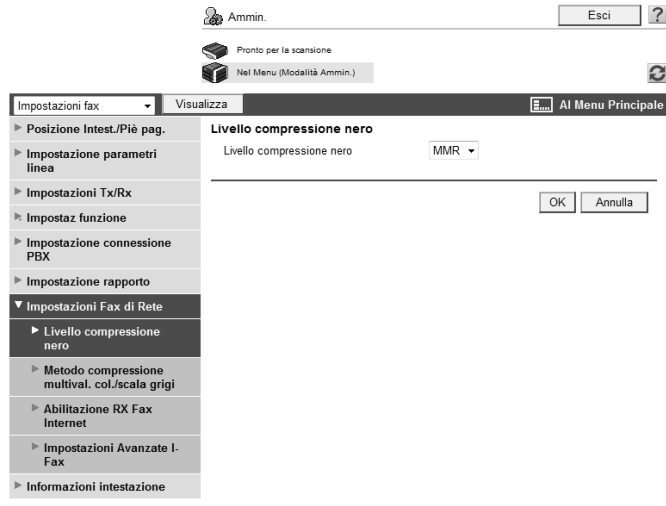 Ammin.
Esci
?
Pronto per la scansione
Nel Menu (Modalità Ammin.)
Impostazioni fax
Visualizza
Al Menu Principale
Posizione Intest./Piè pag.
Impostazione parametri
linea
Impostazioni Tx/Rx
Impostaz funzione
Impostazione connessione
PBX
Impostazione rapporto
Impostazioni Fax di Rete
Livello compressione
nero
Metodo compressione
multival. col./scala grigi
Abilitazione RX Fax
Internet
Impostazioni Avanzate I-
Fax
Informazioni intestazione
Livello compressione nero
Livello compressione nero
MMR
OK
Annulla